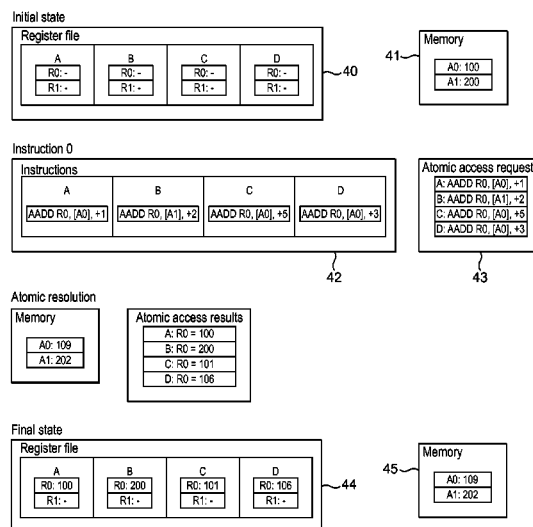 Initial state
Register file
A B C D
R0: - R0: - R0: - R0: -
R1: - R1: - R1: - R1: -
40
Memory
A0: 100
A1: 200
41
Instruction 0
Instructions
A B C D
AADD R0, [A0], +1 AADD R0, [A1], +2 AADD R0, [A0], +5 AADD R0, [A0], +3
42
Atomic access request
A: AADD R0, [A0], +1
B: AADD R0, [A1], +2
C: AADD R0, [A0], +5
D: AADD R0, [A0], +3
43
Atomic resolution
Memory
A0: 109
A1: 202
Atomic access results
A: R0 = 100
B: R0 = 200
C: R0 = 101
D: R0 = 106
Final state
Register file
A B C D
R0: 100 R0: 200 R0: 101 R0: 106
R1: - R1: - R1: - R1: -
44
Memory
A0: 109
A1: 202
45